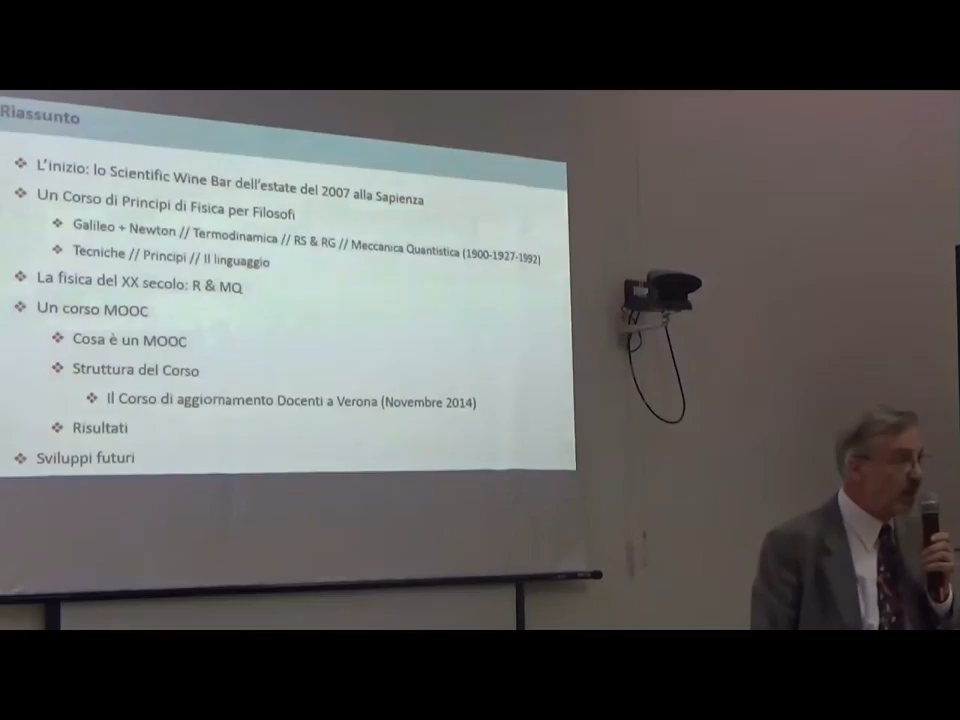 Riassunto
❖ L'inizio: lo Scientific Wine Bar dell'estate del 2007 alla Sapienza
❖ Un Corso di Principi di Fisica per Filosofi
❖ Galileo + Newton // Termodinamica // RS & RG // Meccanica Quantistica (1900-1927-1992)
❖ Tecniche // Principi // Il linguaggio
❖ La fisica del XX secolo: R & MQ
❖ Un corso MOOC
❖ Cosa è un MOOC
❖ Struttura del Corso
❖ Il Corso di aggiornamento Docenti a Verona (Novembre 2014)
❖ Risultati
❖ Sviluppi futuri